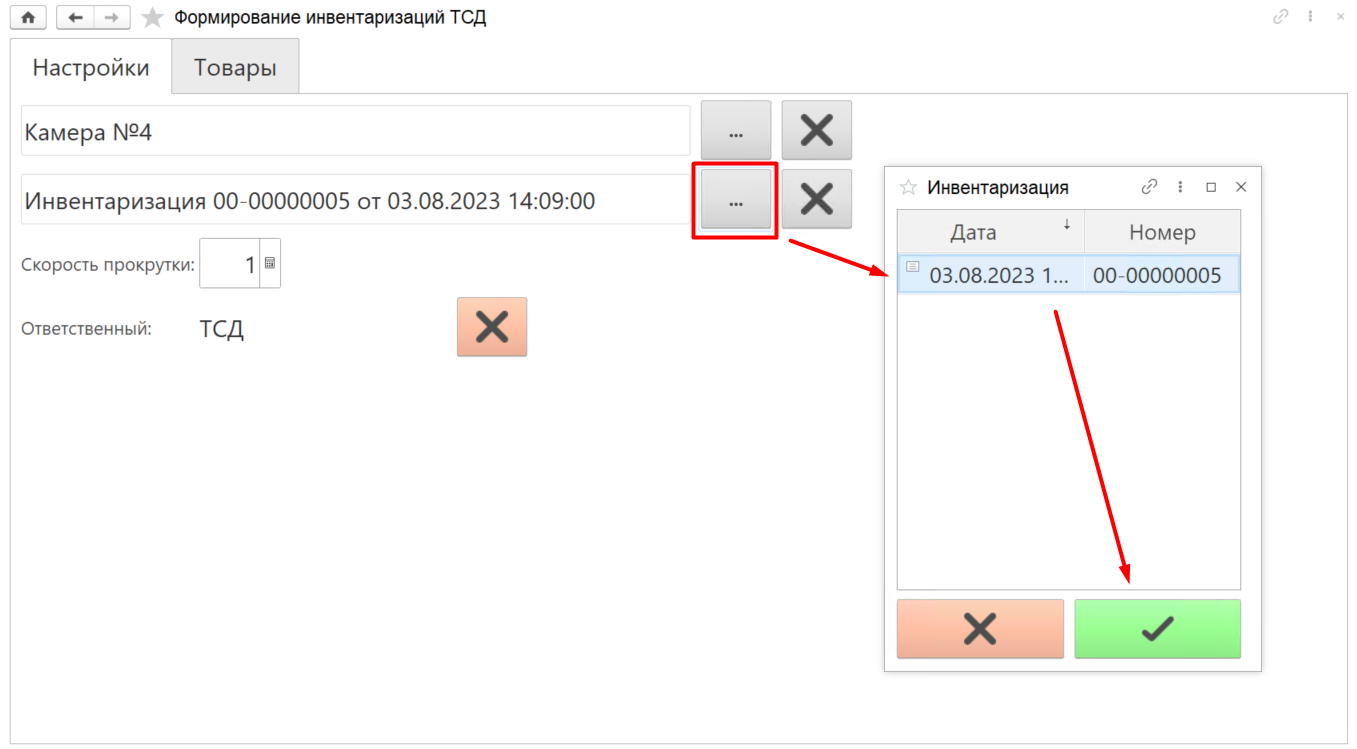 Формирование инвентаризаций ТСД
Настройки
Товары
Камера №4
...
Инвентаризация 00-00000005 от 03.08.2023 14:09:00
...
Скорость прокрутки:
1
Ответственный:
ТСД
Инвентаризация
Дата
Номер
03.08.2023 1...
00-00000005